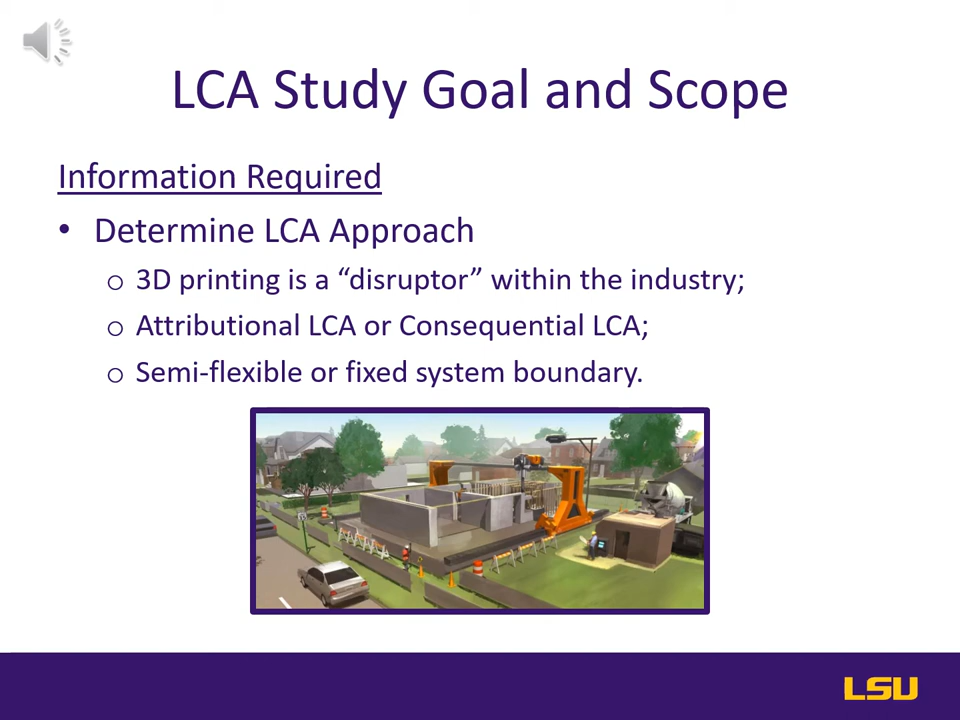 LCA Study Goal and Scope
Information Required
• Determine LCA Approach
o 3D printing is a “disruptor” within the industry;
o Attributional LCA or Consequential LCA;
o Semi-flexible or fixed system boundary.
LSU